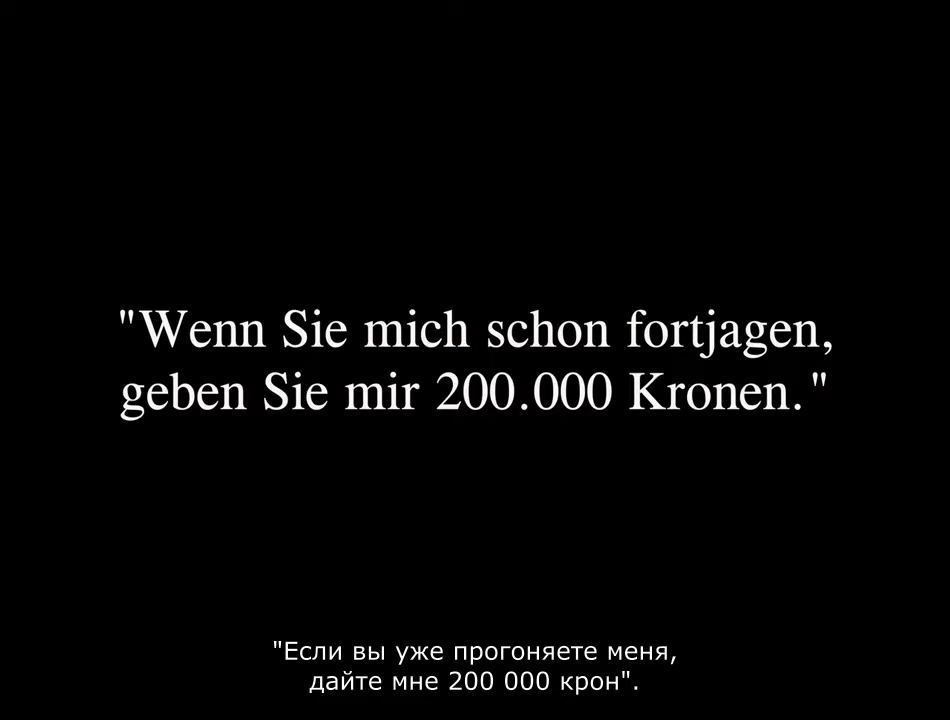 "Wenn Sie mich schon fortjagen,
geben Sie mir 200.000 Kronen."
"Если вы уже прогоняете меня,
дайте мне 200 000 крон".